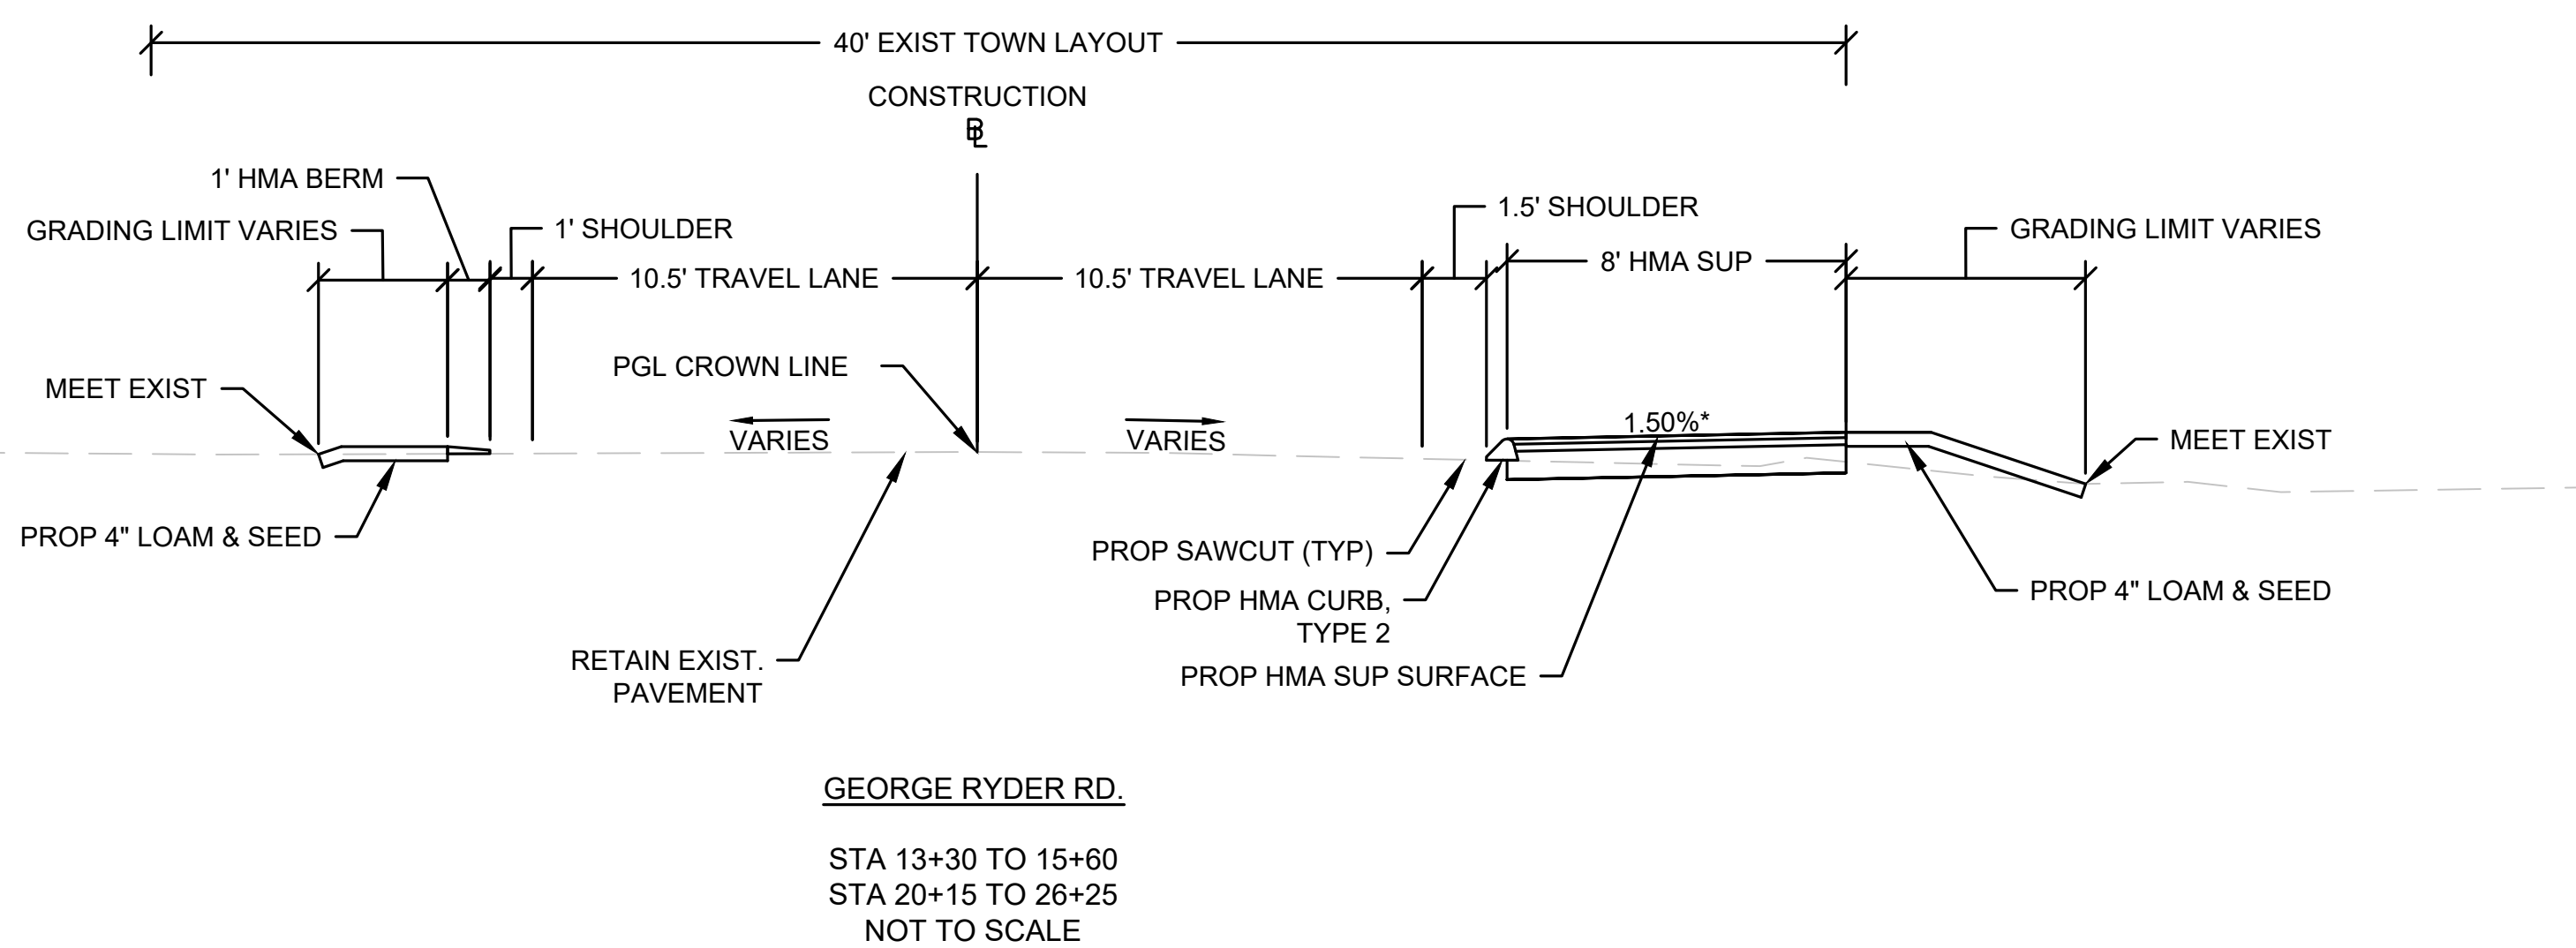 40' EXIST TOWN LAYOUT
CONSTRUCTION
BL
1' HMA BERM
GRADING LIMIT VARIES
1' SHOULDER
1.5' SHOULDER
GRADING LIMIT VARIES
10.5' TRAVEL LANE
10.5' TRAVEL LANE
8' HMA SUP
MEET EXIST
PGL CROWN LINE
VARIES
VARIES
1.50%*
MEET EXIST
PROP 4" LOAM & SEED
PROP SAWCUT (TYP)
PROP HMA CURB,
TYPE 2
PROP 4" LOAM & SEED
RETAIN EXIST.
PAVEMENT
PROP HMA SUP SURFACE
GEORGE RYDER RD.
STA 13+30 TO 15+60
STA 20+15 TO 26+25
NOT TO SCALE